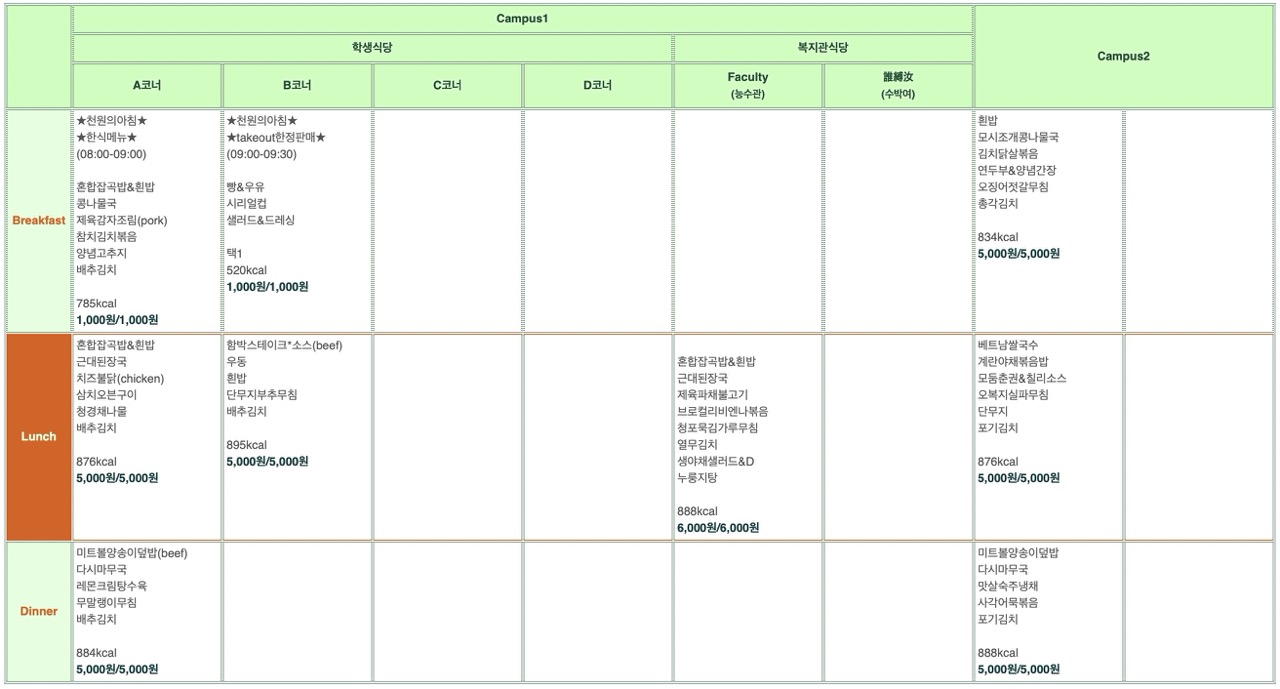 Campus1
Campus2
학생식당
복지관식당
A코너
B코너
C코너
D코너
Faculty
(능수관)
誰縛汝
(수박여)
Breakfast
★천원의아침★
★한식메뉴★
(08:00-09:00)
혼합잡곡밥&흰밥
콩나물국
제육감자조림(pork)
참치김치볶음
양념고추지
배추김치
785kcal
1,000원/1,000원
★천원의아침★
★takeout한정판매★
(09:00-09:30)
빵&우유
시리얼컵
샐러드&드레싱
택1
520kcal
1,000원/1,000원
흰밥
모시조개콩나물국
김치닭살볶음
연두부&양념간장
오징어젓갈무침
총각김치
834kcal
5,000원/5,000원
Lunch
혼합잡곡밥&흰밥
근대된장국
치즈불닭(chicken)
삼치오븐구이
청경채나물
배추김치
876kcal
5,000원/5,000원
함박스테이크*소스(beef)
우동
흰밥
단무지부추무침
배추김치
895kcal
5,000원/5,000원
혼합잡곡밥&흰밥
근대된장국
제육파채불고기
브로컬리비엔나볶음
청포묵김가루무침
열무김치
생야채샐러드&D
누룽지탕
888kcal
6,000원/6,000원
베트남쌀국수
계란야채볶음밥
모둠춘권&칠리소스
오복지실파무침
단무지
포기김치
876kcal
5,000원/5,000원
Dinner
미트볼양송이덮밥(beef)
다시마무국
레몬크림탕수육
무말랭이무침
배추김치
884kcal
5,000원/5,000원
미트볼양송이덮밥
다시마무국
맛살숙주냉채
사각어묵볶음
포기김치
888kcal
5,000원/5,000원